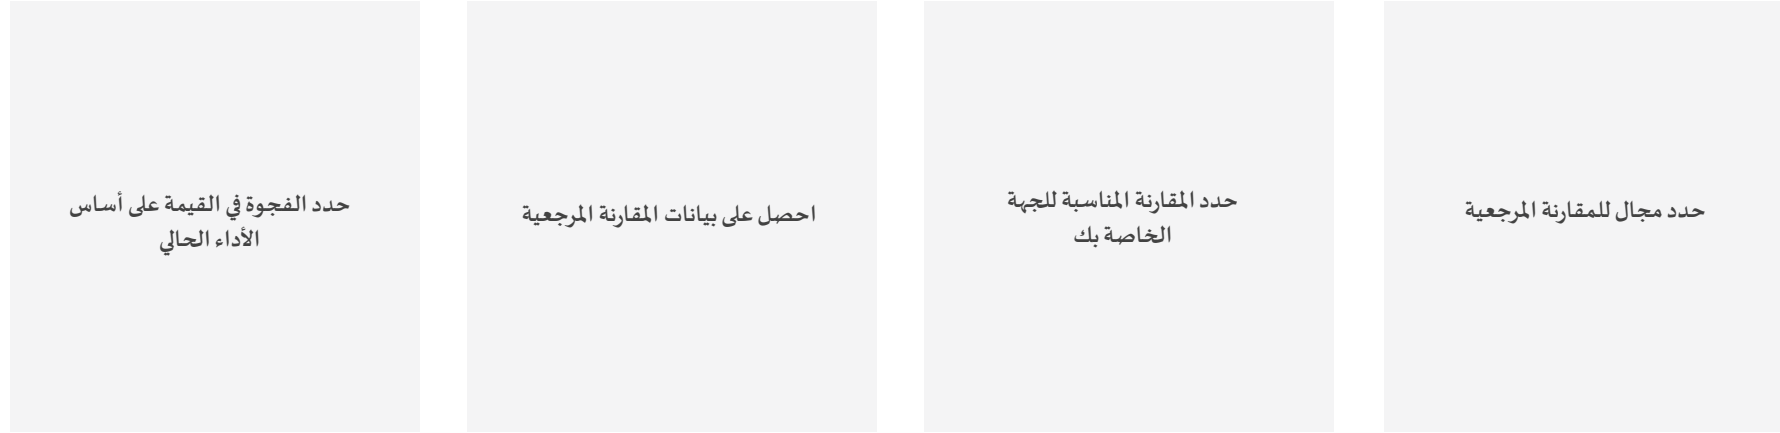 حدد مجال للمقارنة المرجعية
حدد المقارنة المناسبة للجهة
الخاصة بك
احصل على بيانات المقارنة المرجعية
حدد الفجوة في القيمة على أساس
الأداء الحالي